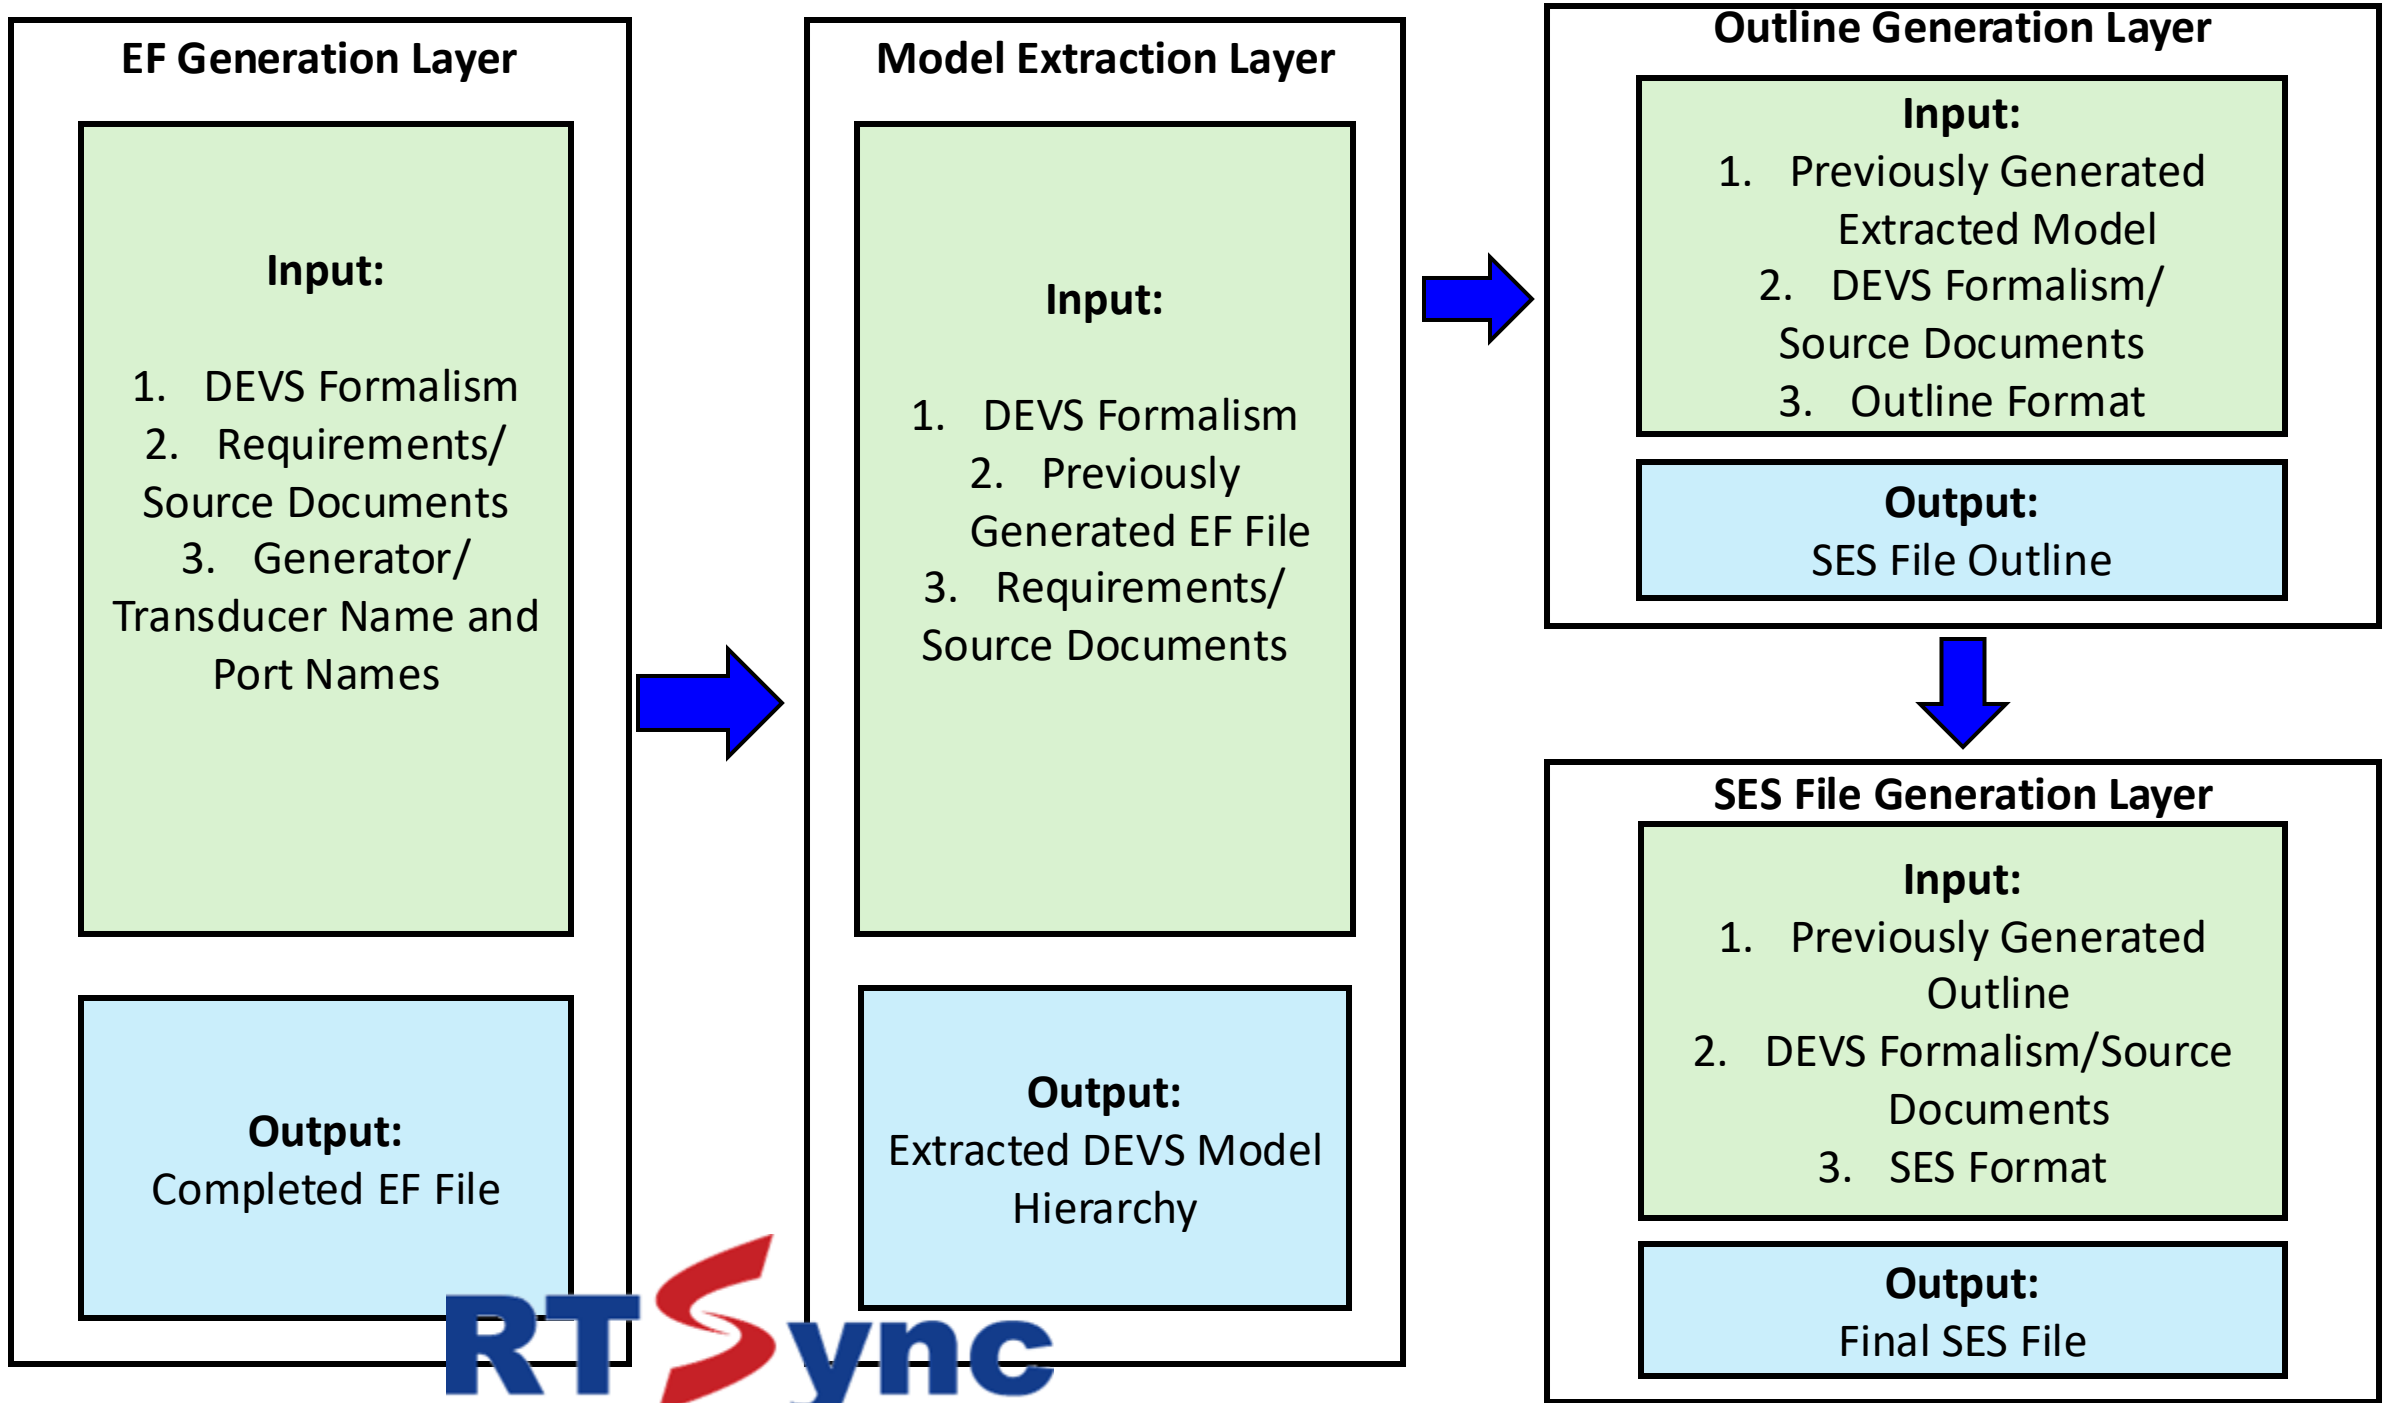 EF Generation Layer
Input:
1. DEVS Formalism
2. Requirements/
Source Documents
3. Generator/
Transducer Name and
Port Names
Output:
Completed EF File
Model Extraction Layer
Input:
1. DEVS Formalism
2. Previously
Generated EF File
3. Requirements/
Source Documents
Output:
Extracted DEVS Model
Hierarchy
Outline Generation Layer
Input:
1. Previously Generated
Extracted Model
2. DEVS Formalism/
Source Documents
3. Outline Format
Output:
SES File Outline
SES File Generation Layer
Input:
1. Previously Generated
Outline
2. DEVS Formalism/Source
Documents
3. SES Format
Output:
Final SES File
RTSync